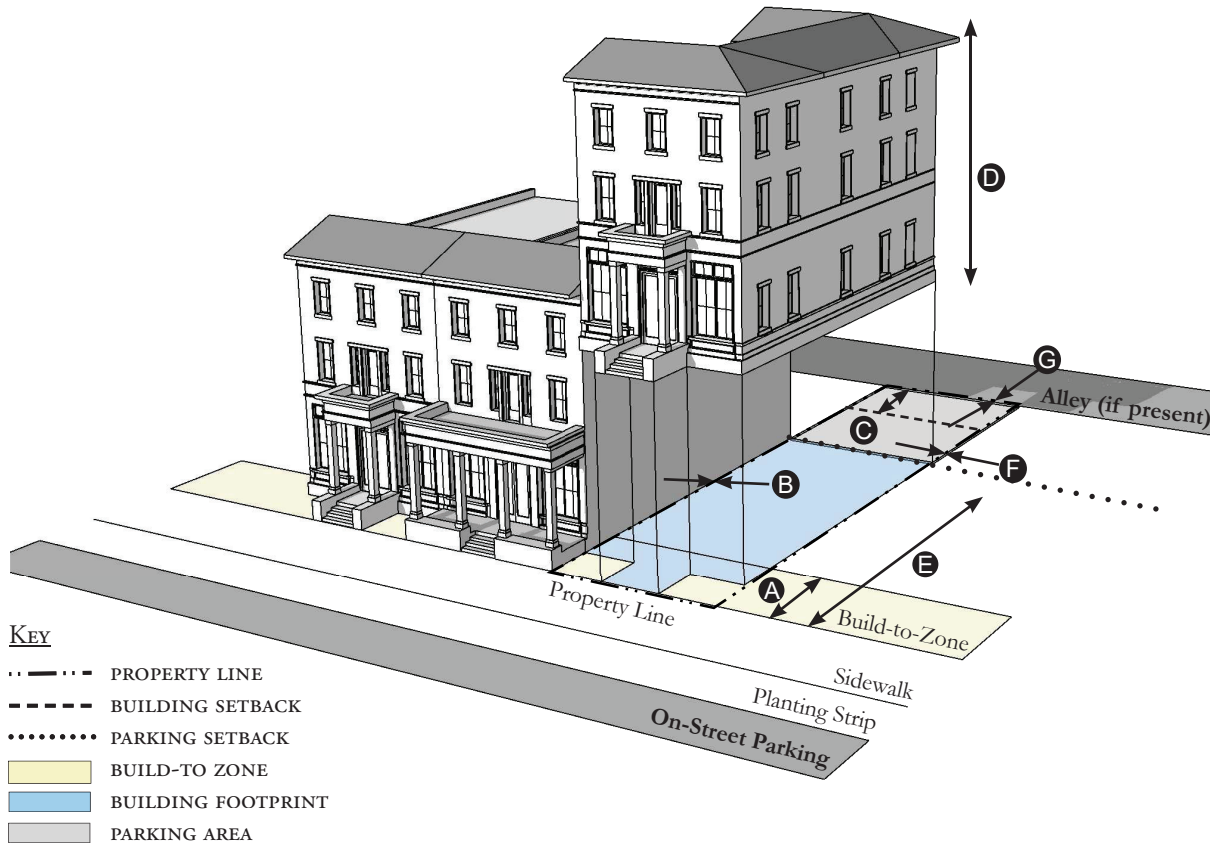 D
G
Alley (if present)
C
F
B
E
A
Property Line
Build-to-Zone
Sidewalk
Planting Strip
On-Street Parking
KEY
PROPERTY LINE
BUILDING SETBACK
PARKING SETBACK
BUILD-TO ZONE
BUILDING FOOTPRINT
PARKING AREA